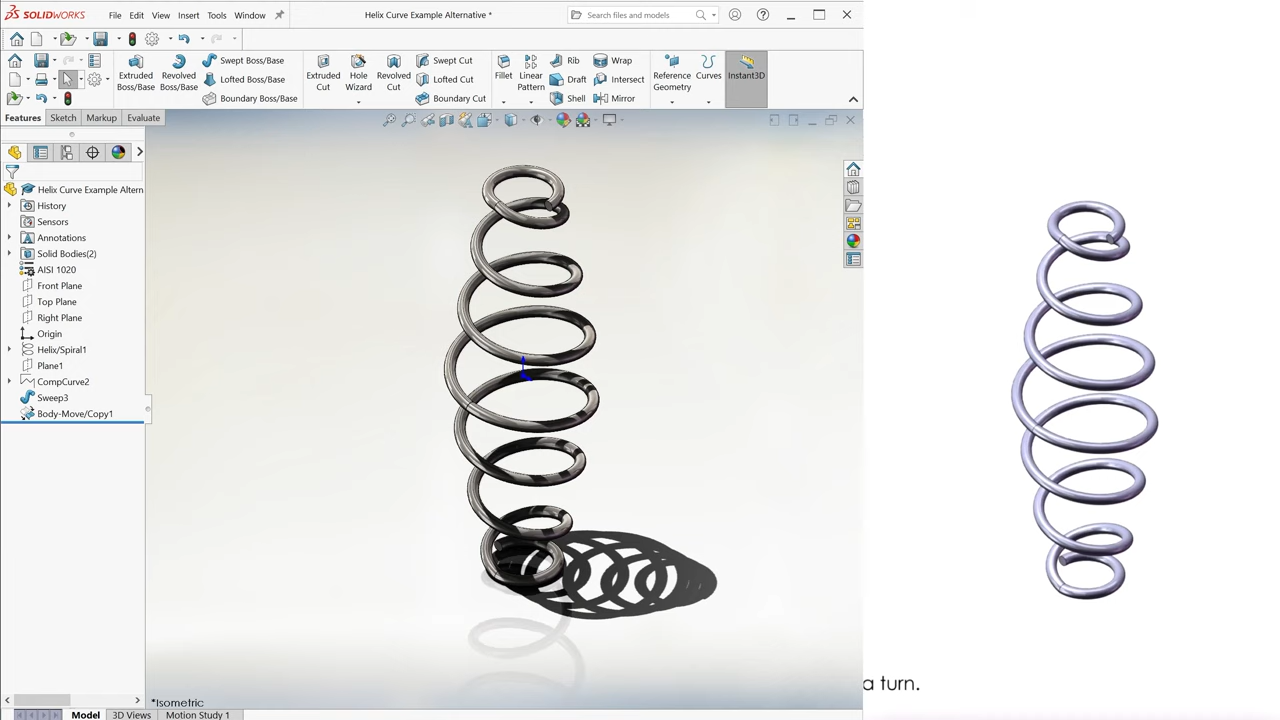 SOLIDWORKS File Edit View Insert Tools Window Helix Curve Example Alternative * Search files and models
Extruded Boss/Base Revolved Boss/Base Swept Boss/Base Lofted Boss/Base Boundary Boss/Base Extruded Cut Hole Wizard Revolved Cut Swept Cut Lofted Cut Boundary Cut Fillet Linear Pattern Rib Draft Shell Wrap Intersect Mirror Reference Geometry Curves Instant3D
Features Sketch Markup Evaluate
Helix Curve Example Altern
History
Sensors
Annotations
Solid Bodies(2)
AISI 1020
Front Plane
Top Plane
Right Plane
Origin
Helix/Spiral1
Plane1
CompCurve2
Sweep3
Body-Move/Copy1
a turn.
*Isometric
Model 3D Views Motion Study 1